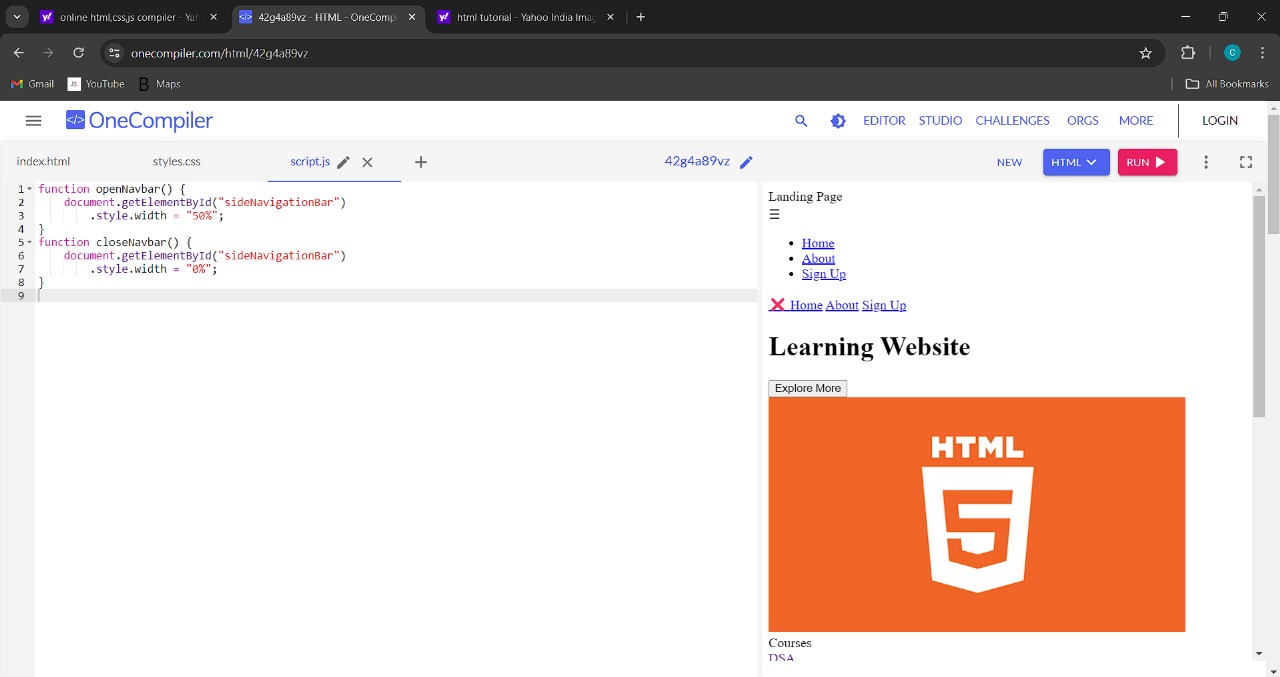 online html,css,js compiler - Yah
42g4a89vz - HTML - OneCompi
html tutorial - Yahoo India Imag
onecompiler.com/html/42g4a89vz
C
Gmail
YouTube
B Maps
All Bookmarks
</> OneCompiler
EDITOR
STUDIO
CHALLENGES
ORGS
MORE
LOGIN
index.html
styles.css
script.js
42g4a89vz
NEW
HTML
RUN
1 function openNavbar() {
2 document.getElementById("sideNavigationBar")
3 .style.width = "50%";
4 }
5 function closeNavbar() {
6 document.getElementById("sideNavigationBar")
7 .style.width = "0%";
8 }
9
Landing Page
☰
• Home
• About
• Sign Up
❌ Home About Sign Up
Learning Website
Explore More
HTML
5
Courses
DSA